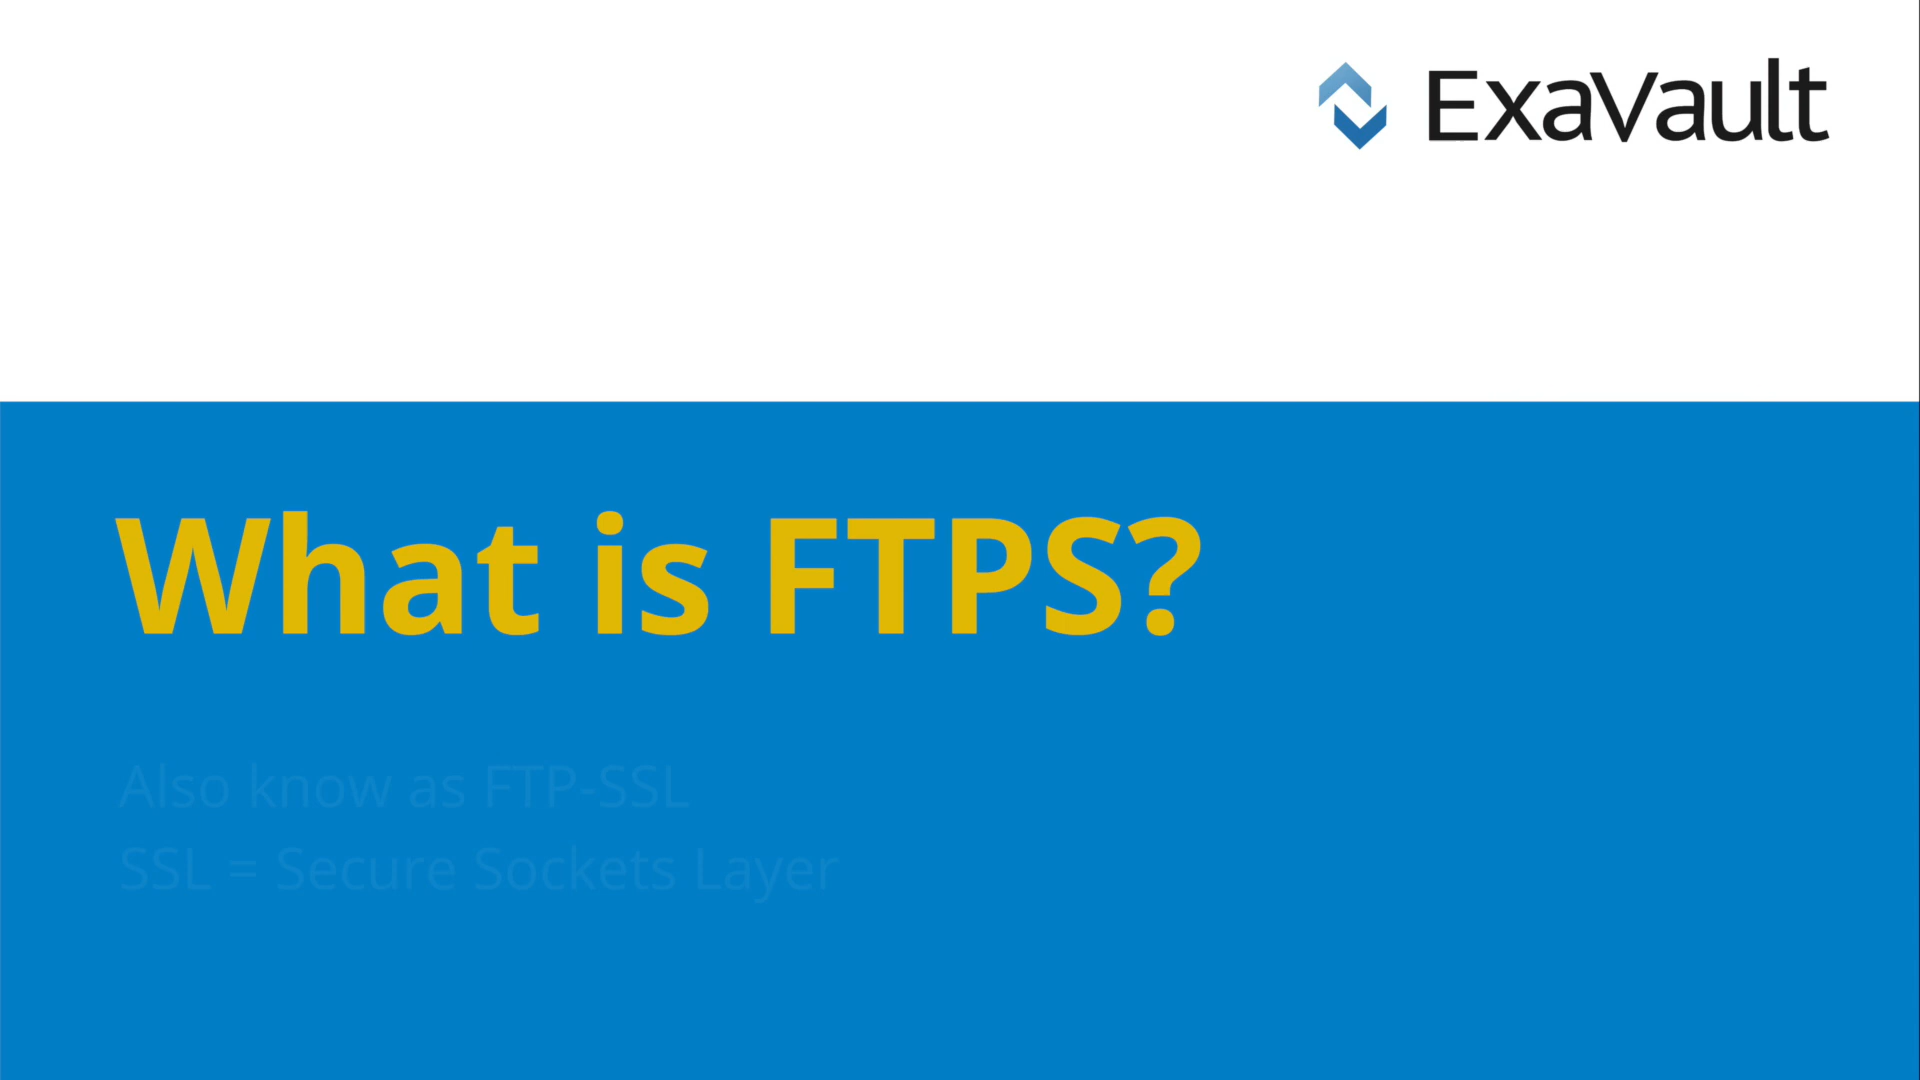 ExaVault
What is FTPS?
Also know as FTP-SSL
SSL = Secure Sockets Layer